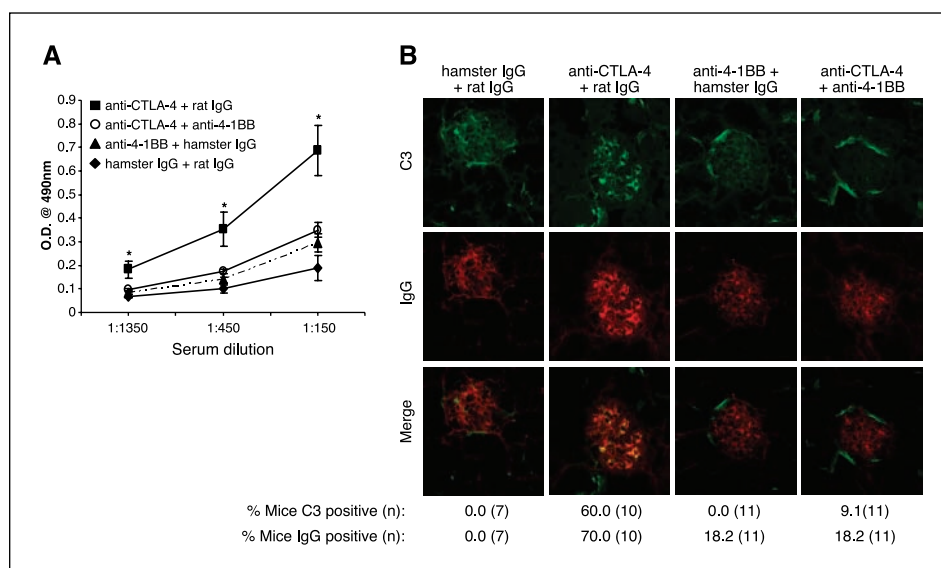 A
0.9
0.8
0.7
0.6
0.5
0.4
0.3
0.2
0.1
0
O.D. @ 490nm
anti-CTLA-4 + rat IgG
anti-CTLA-4 + anti-4-1BB
anti-4-1BB + hamster IgG
hamster IgG + rat IgG
*
*
*
1:1350 1:450 1:150
Serum dilution
B
hamster IgG + rat IgG
anti-CTLA-4 + rat IgG
anti-4-1BB + hamster IgG
anti-CTLA-4 + anti-4-1BB
C3
IgG
Merge
% Mice C3 positive (n): 0.0 (7) 60.0 (10) 0.0 (11) 9.1(11)
% Mice IgG positive (n): 0.0 (7) 70.0 (10) 18.2 (11) 18.2 (11)